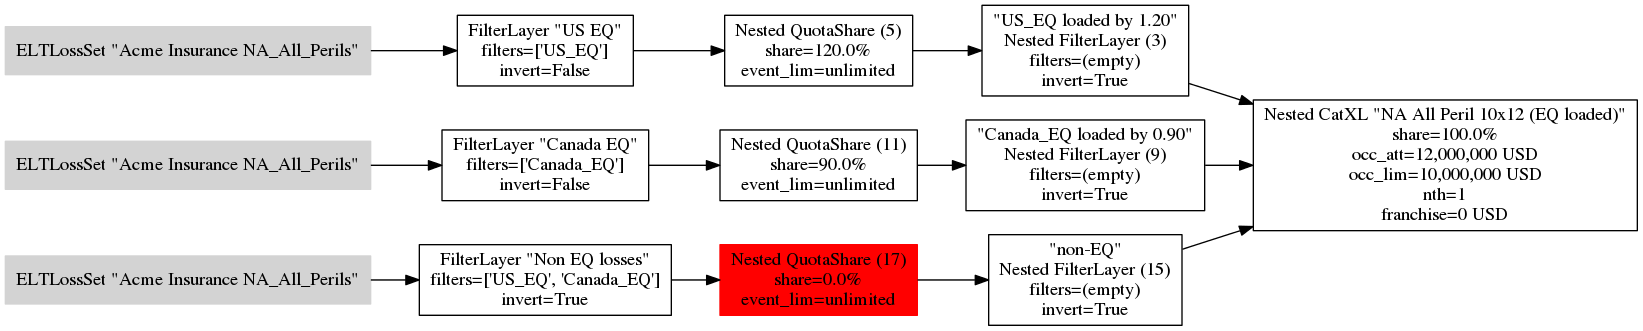 ELTLossSet "Acme Insurance NA_All_Perils"
FilterLayer "US EQ"
filters=['US_EQ']
invert=False
Nested QuotaShare (5)
share=120.0%
event_lim=unlimited
"US_EQ loaded by 1.20"
Nested FilterLayer (3)
filters=(empty)
invert=True
ELTLossSet "Acme Insurance NA_All_Perils"
FilterLayer "Canada EQ"
filters=['Canada_EQ']
invert=False
Nested QuotaShare (11)
share=90.0%
event_lim=unlimited
"Canada_EQ loaded by 0.90"
Nested FilterLayer (9)
filters=(empty)
invert=True
ELTLossSet "Acme Insurance NA_All_Perils"
FilterLayer "Non EQ losses"
filters=['US_EQ', 'Canada_EQ']
invert=True
Nested QuotaShare (17)
share=0.0%
event_lim=unlimited
"non-EQ"
Nested FilterLayer (15)
filters=(empty)
invert=True
Nested CatXL "NA All Peril 10x12 (EQ loaded)"
share=100.0%
occ_att=12,000,000 USD
occ_lim=10,000,000 USD
nth=1
franchise=0 USD